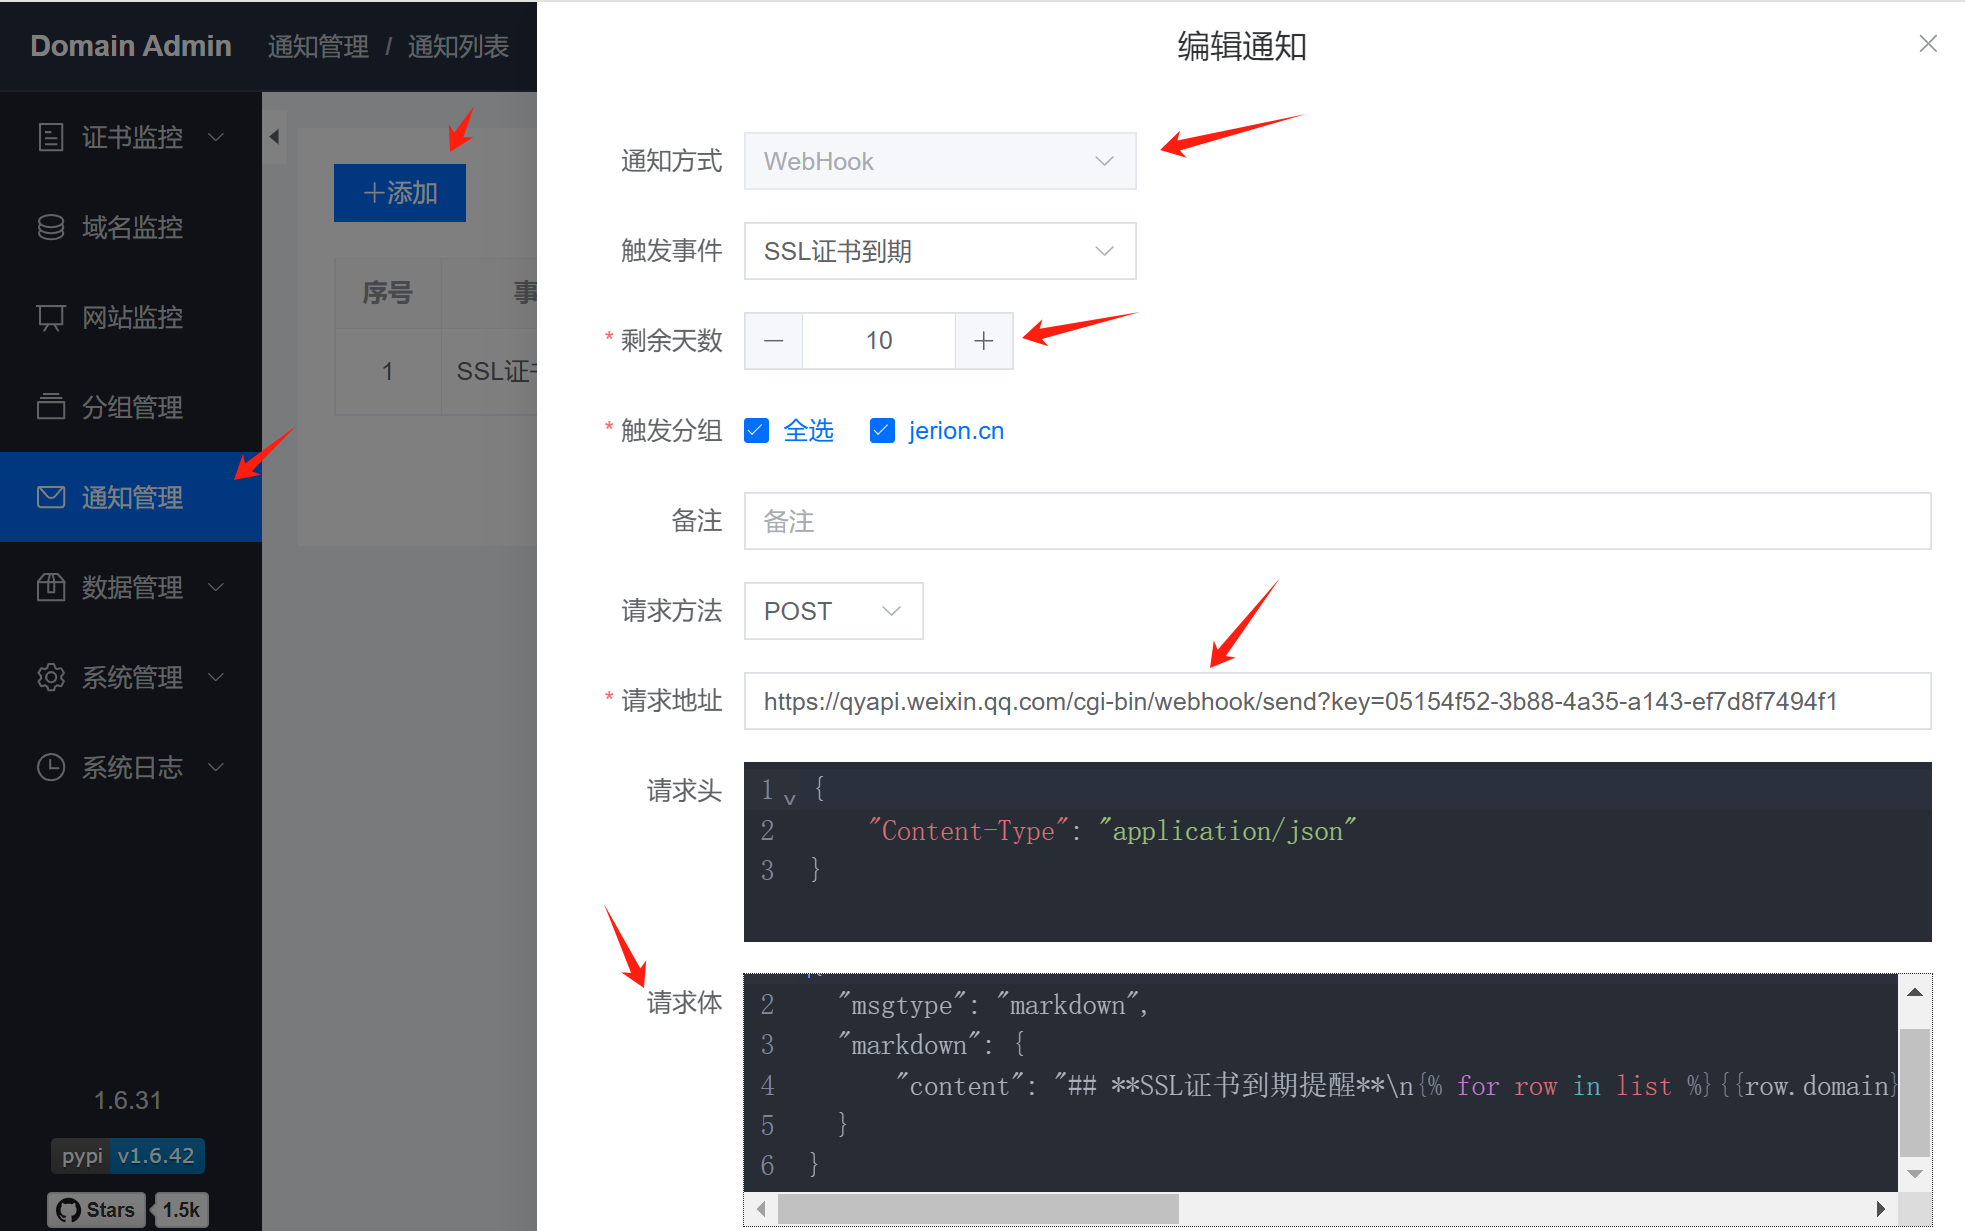 Domain Admin 通知管理 / 通知列表
证书监控
域名监控
网站监控
分组管理
通知管理
数据管理
系统管理
系统日志
1.6.31
pypi v1.6.42
Stars 1.5k
+添加
序号 事
1 SSL证
编辑通知
通知方式 WebHook
触发事件 SSL证书到期
* 剩余天数 — 10 +
* 触发分组 全选 jerion.cn
备注 备注
请求方法 POST
* 请求地址 https://qyapi.weixin.qq.com/cgi-bin/webhook/send?key=05154f52-3b88-4a35-a143-ef7d8f7494f1
请求头
1 {
2 "Content-Type": "application/json"
3 }
请求体
2 "msgtype": "markdown",
3 "markdown": {
4 "content": "## **SSL证书到期提醒**\n{% for row in list %}{{row.domain}
5 }
6 }